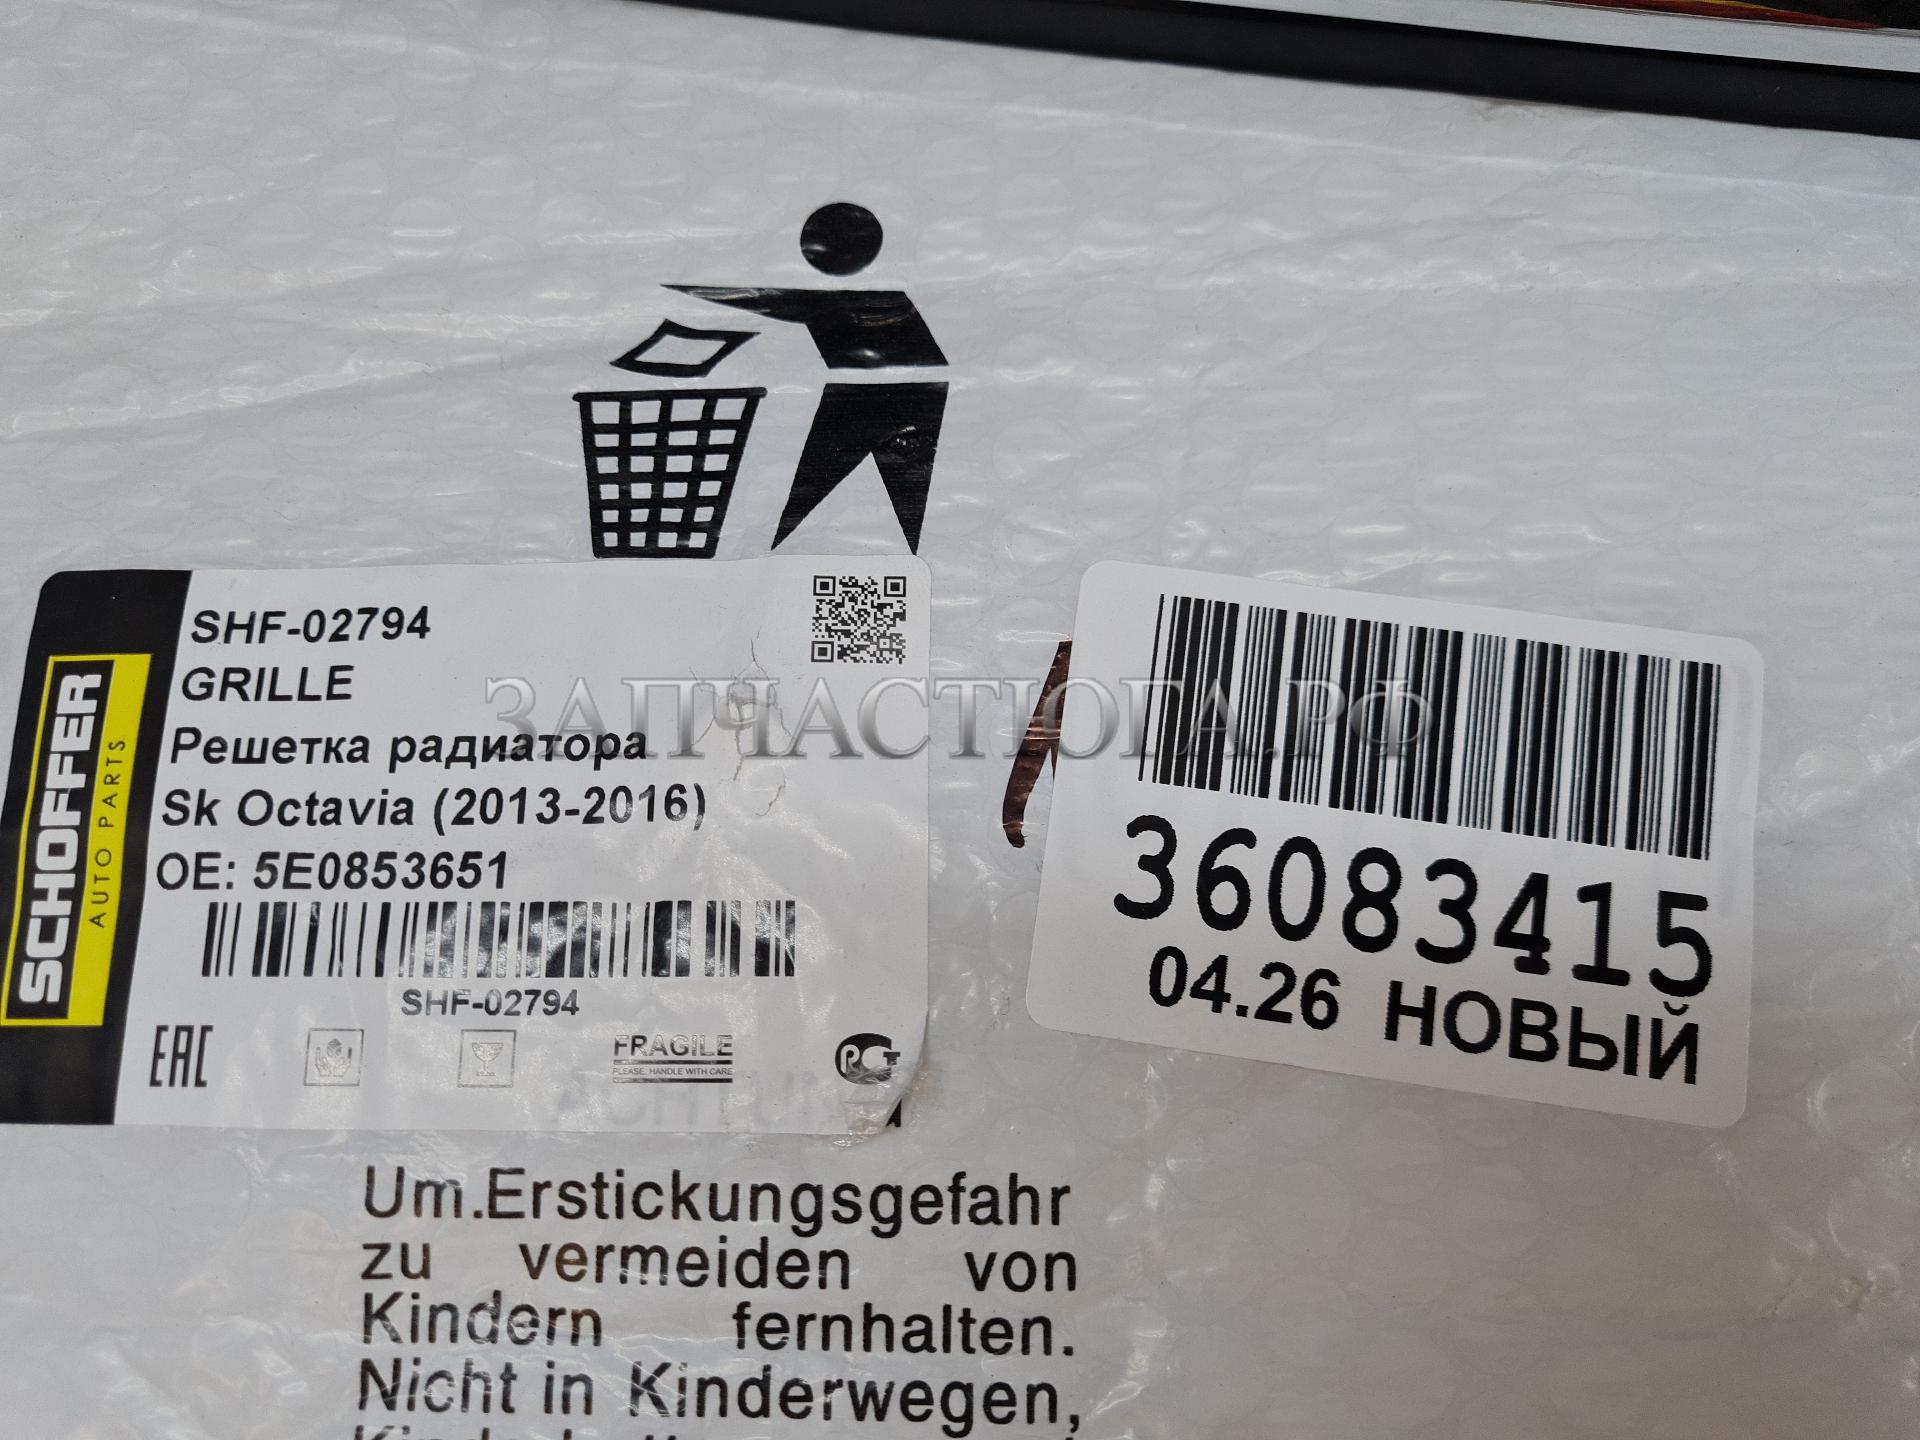 SHF-02794
GRILLE
Решетка радиатора
Sk Octavia (2013-2016)
OE: 5E0853651
SHF-02794
EAC
FRAGILE
PLEASE, HANDLE WITH CARE
РСТ
SCHOFFER
AUTO PARTS
ЗАПЧАСТЮГА.РФ
36083415
04.26 НОВЫЙ
Um.Erstickungsgefahr
zu vermeiden von
Kindern fernhalten.
Nicht in Kinderwegen,